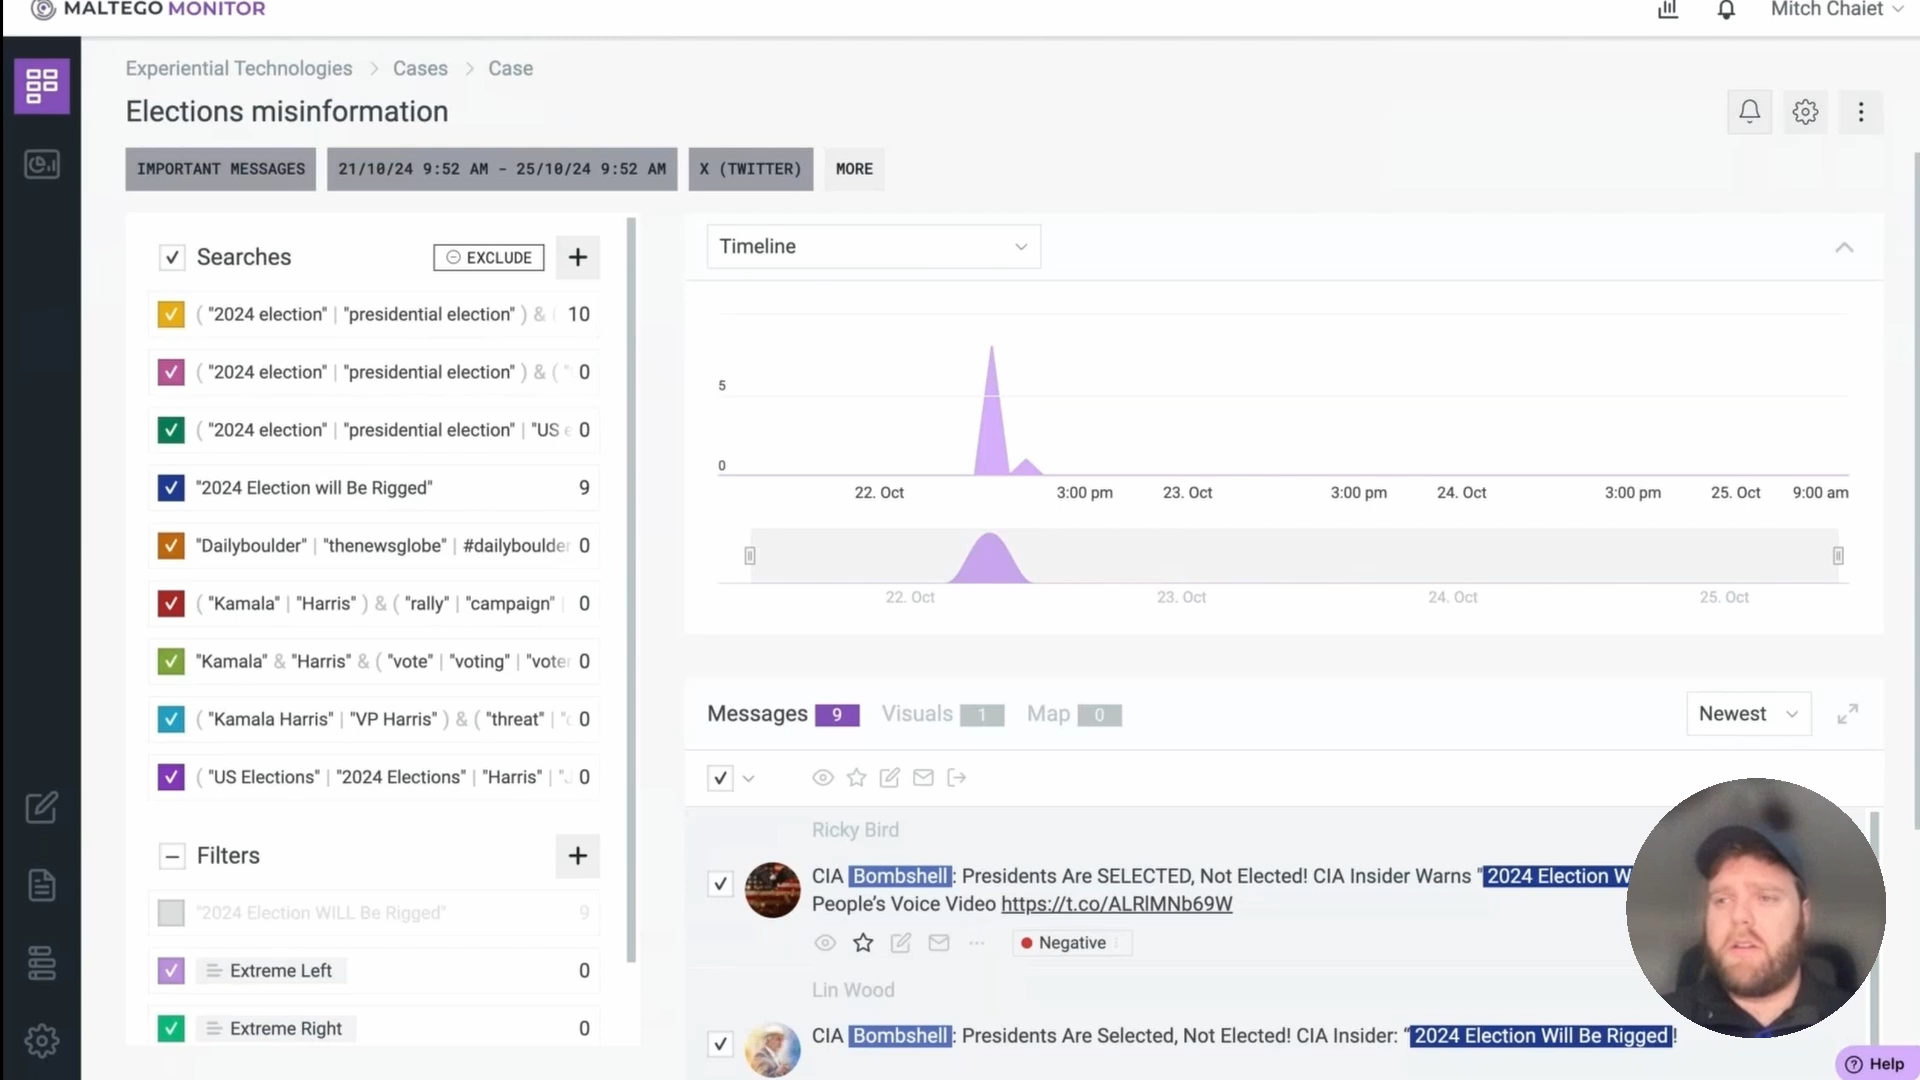 MALTEGO MONITOR
Mitch Chaiet
Experiential Technologies > Cases > Case
Elections misinformation
IMPORTANT MESSAGES
21/10/24 9:52 AM - 25/10/24 9:52 AM
X (TWITTER)
MORE
Searches
EXCLUDE
( "2024 election" | "presidential election" ) & ( 10
( "2024 election" | "presidential election" ) & ( " 0
( "2024 election" | "presidential election" | "US 0
"2024 Election will Be Rigged" 9
"Dailyboulder" | "thenewsglobe" | #dailyboulder 0
( "Kamala" | "Harris" ) & ( "rally" | "campaign" | 0
"Kamala" & "Harris" & ( "vote" | "voting" | "voter 0
( "Kamala Harris" | "VP Harris" ) & ( "threat" | " 0
( "US Elections" | "2024 Elections" | "Harris" | " 0
Filters
"2024 Election WILL Be Rigged" 9
Extreme Left 0
Extreme Right 0
Timeline
5
0
22. Oct 3:00 pm 23. Oct 3:00 pm 24. Oct 3:00 pm 25. Oct 9:00 am
22. Oct 23. Oct 24. Oct 25. Oct
Messages 9 Visuals 1 Map 0
Newest
Ricky Bird
CIA Bombshell: Presidents Are SELECTED, Not Elected! CIA Insider Warns "2024 Election W
People's Voice Video https://t.co/ALRlMNb69W
Negative
Lin Wood
CIA Bombshell: Presidents Are Selected, Not Elected! CIA Insider: “2024 Election Will Be Rigged!
Help